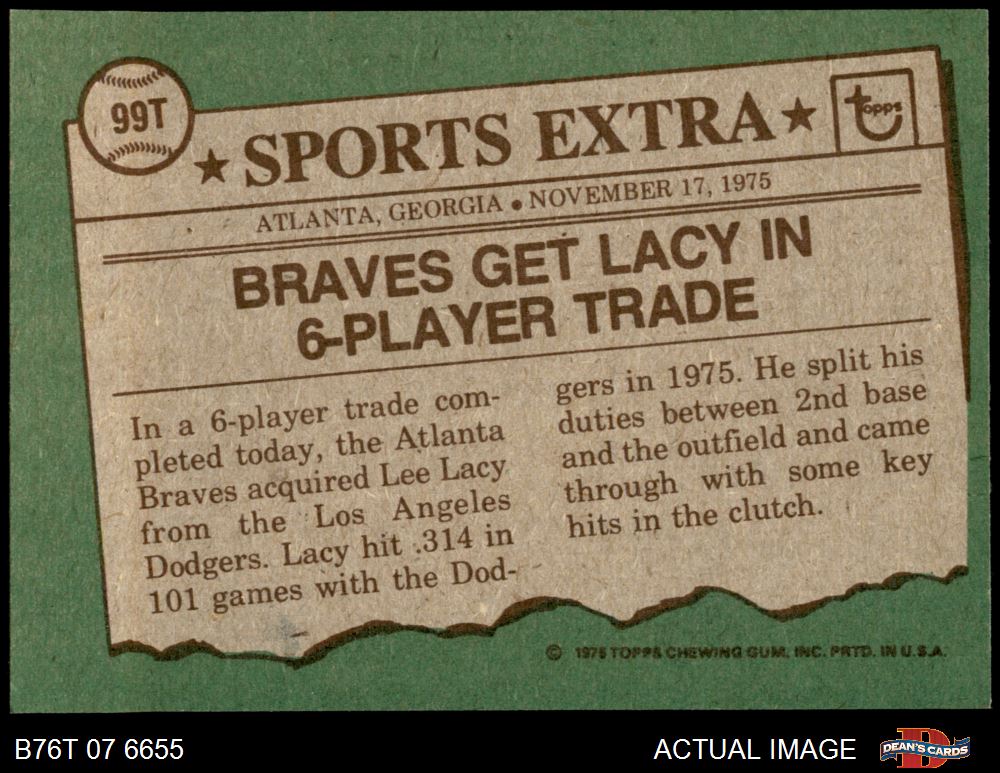 99T
★ SPORTS EXTRA ★
Topps
ATLANTA, GEORGIA • NOVEMBER 17, 1975
BRAVES GET LACY IN
6-PLAYER TRADE
In a 6-player trade com-
pleted today, the Atlanta
Braves acquired Lee Lacy
from the Los Angeles
Dodgers. Lacy hit .314 in
101 games with the Dod-
gers in 1975. He split his
duties between 2nd base
and the outfield and came
through with some key
hits in the clutch.
© 1976 TOPPS CHEWING GUM, INC. PRTD. IN U.S.A.
B76T 07 6655
ACTUAL IMAGE
DEAN'S CARDS